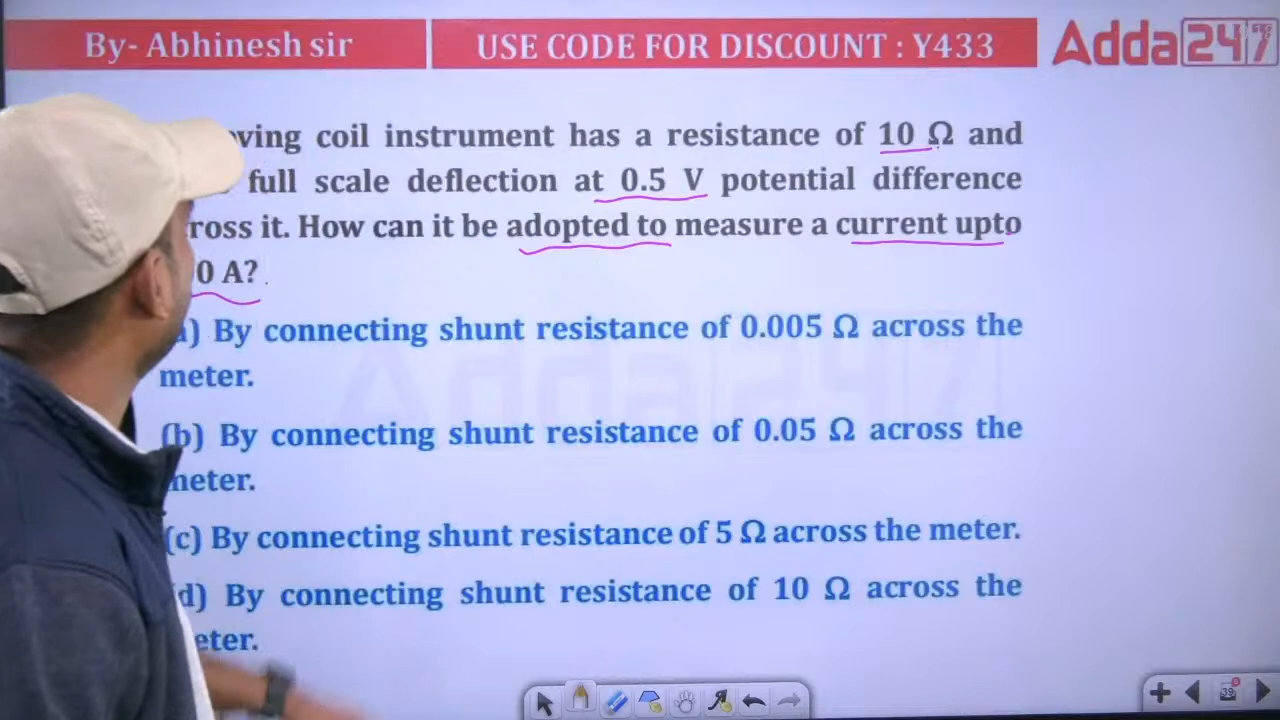 By- Abhinesh sir
USE CODE FOR DISCOUNT : Y433
Adda247
ving coil instrument has a resistance of 10 Ω and
full scale deflection at 0.5 V potential difference
ross it. How can it be adopted to measure a current upto
0 A?
) By connecting shunt resistance of 0.005 Ω across the
meter.
(b) By connecting shunt resistance of 0.05 Ω across the
meter.
(c) By connecting shunt resistance of 5 Ω across the meter.
d) By connecting shunt resistance of 10 Ω across the
eter.
39